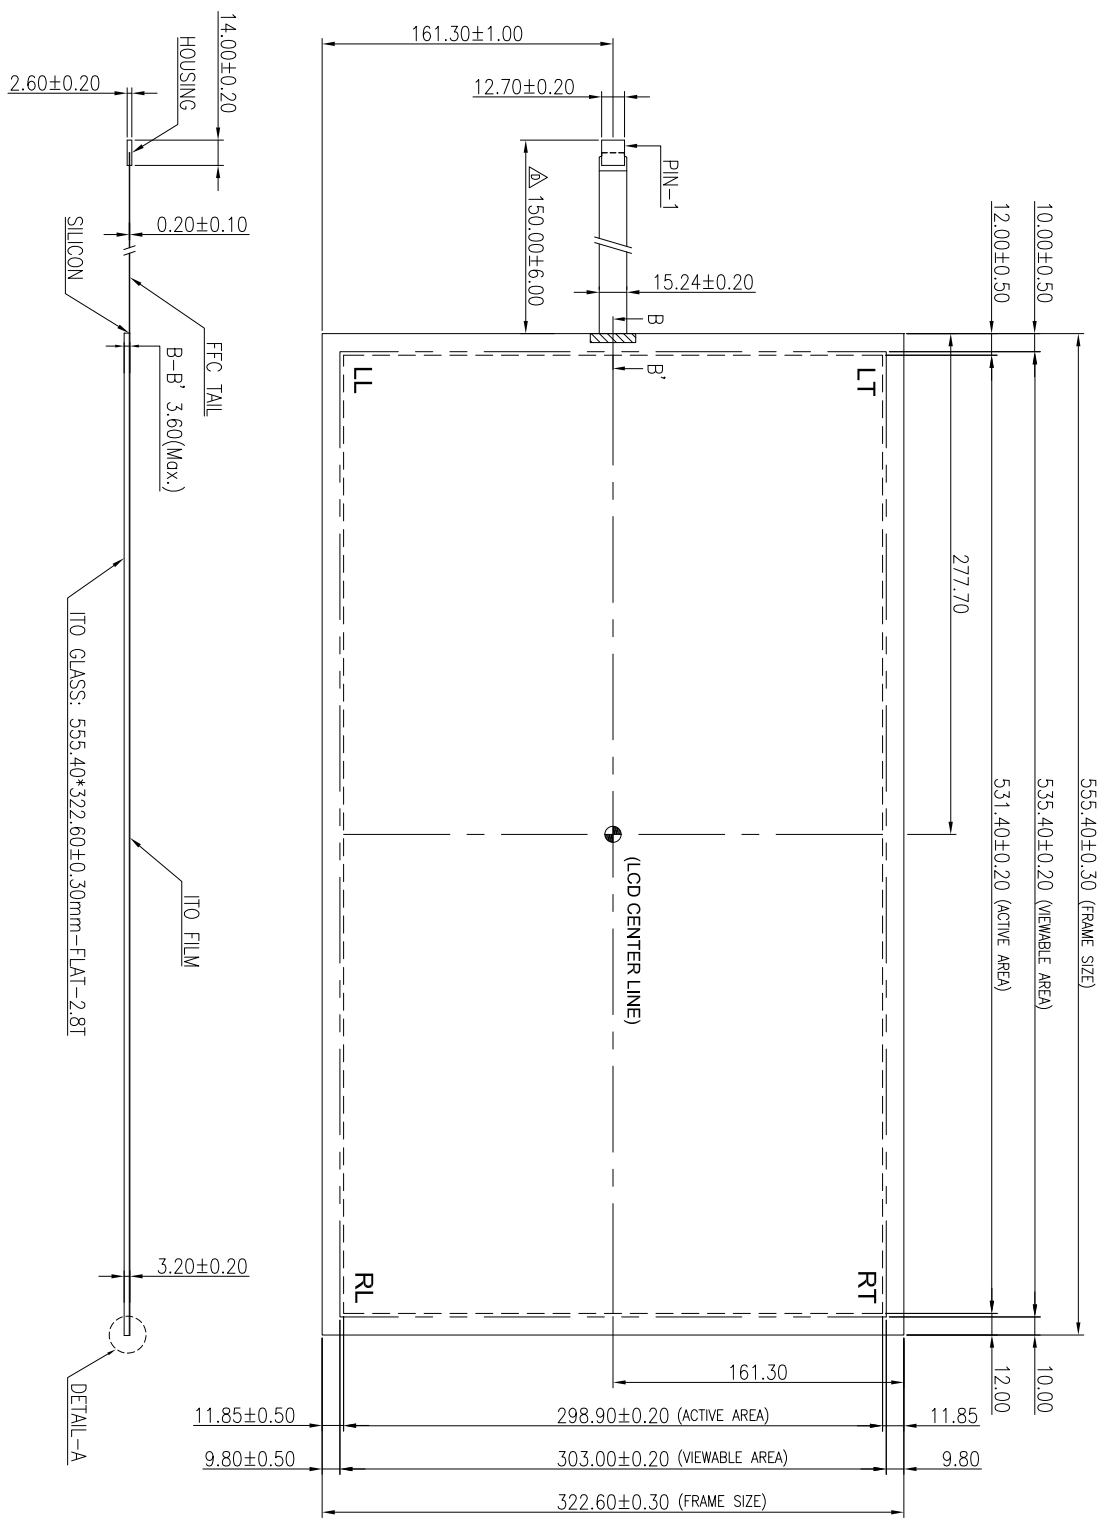 161.30±1.00
14.00±0.20
HOUSING
2.60±0.20
12.70±0.20
PIN-1
D 150.00±6.00
0.20±0.10
15.24±0.20
10.00±0.50
12.00±0.50
SILICON
FFC TAIL
B-B' 3.60(Max.)
B
B'
LL
LT
277.70
555.40±0.30 (FRAME SIZE)
535.40±0.20 (VIEWABLE AREA)
531.40±0.20 (ACTIVE AREA)
(LCD CENTER LINE)
ITO GLASS: 555.40*322.60±0.30mm-FLAT-2.8T
ITO FILM
3.20±0.20
RL
RT
DETAIL-A
161.30
10.00
12.00
11.85±0.50
298.90±0.20 (ACTIVE AREA)
11.85
9.80±0.50
303.00±0.20 (VIEWABLE AREA)
9.80
322.60±0.30 (FRAME SIZE)